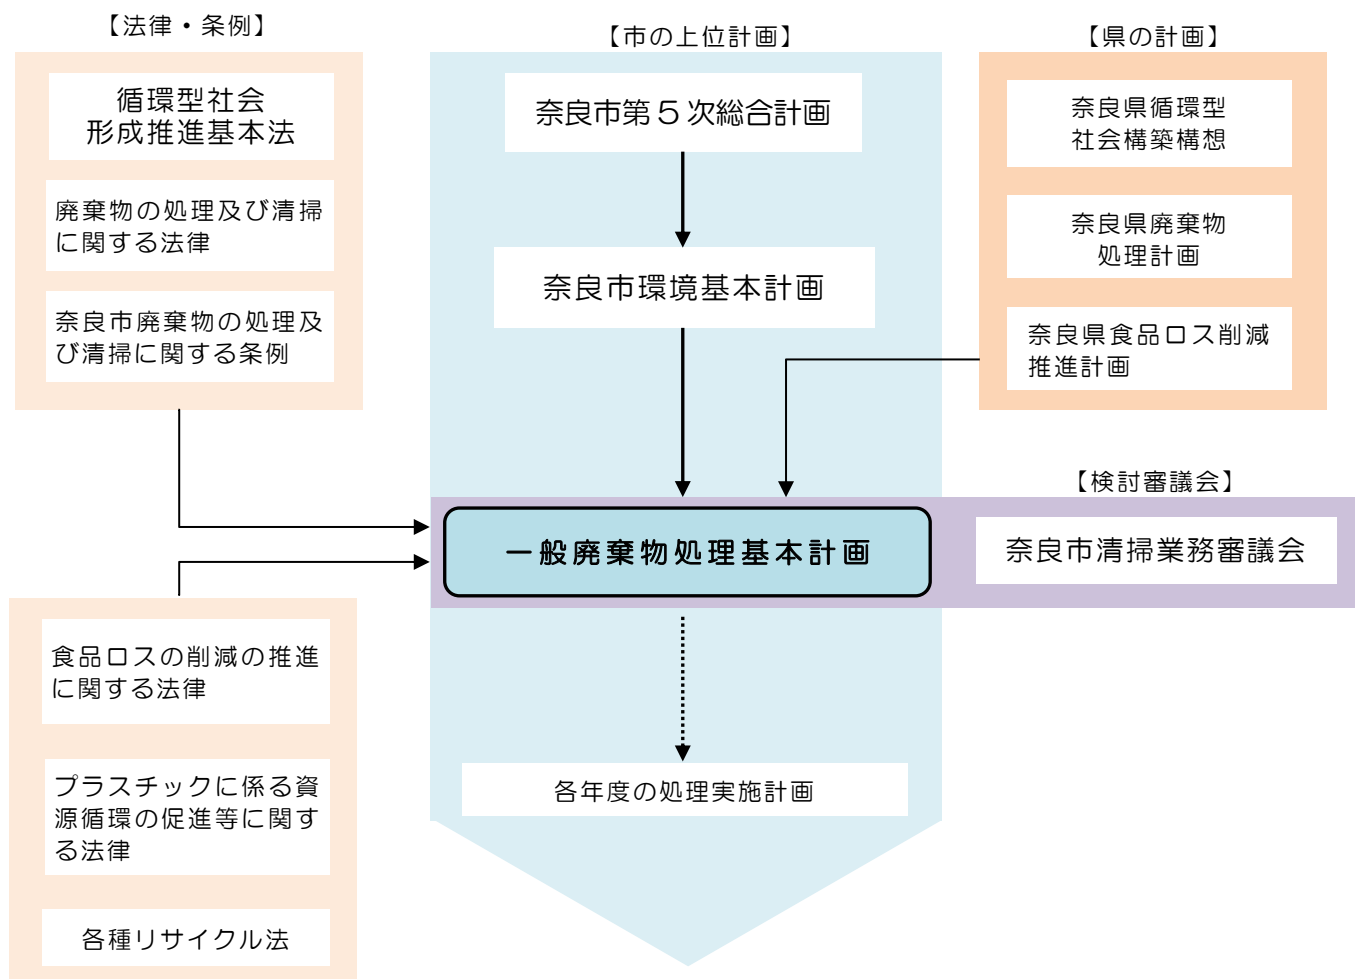 【法律・条例】
循環型社会
形成推進基本法
廃棄物の処理及び清掃
に関する法律
奈良市廃棄物の処理及
び清掃に関する条例
食品ロスの削減の推進
に関する法律
プラスチックに係る資
源循環の促進等に関す
る法律
各種リサイクル法
【市の上位計画】
奈良市第５次総合計画
奈良市環境基本計画
一般廃棄物処理基本計画
各年度の処理実施計画
【県の計画】
奈良県循環型
社会構築構想
奈良県廃棄物
処理計画
奈良県食品ロス削減
推進計画
【検討審議会】
奈良市清掃業務審議会